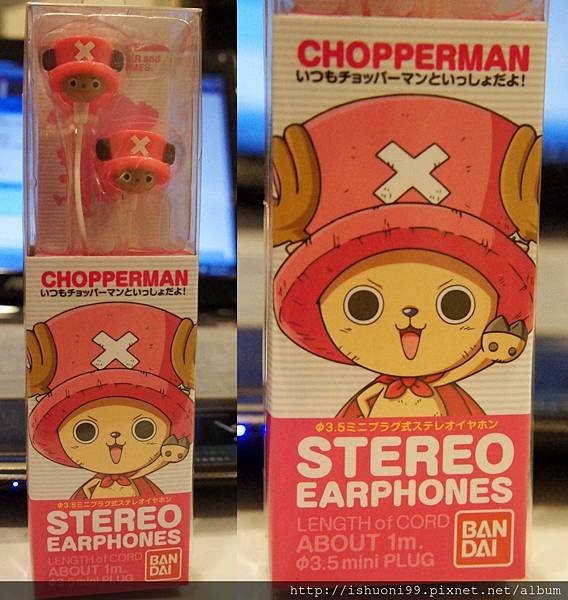 ER and
MES.
CHOPPERMAN
いつもチョッパーマンといっしょだよ!
φ3.5ミニプラグ式ステレオイヤホン
STEREO
EARPHONES
LENGTH of CORD
ABOUT 1m.
φ3.5 mini PLUG
BAN
DAI
CHOPPERMAN
いつもチョッパーマンといっしょだよ!
φ3.5ミニプラグ式ステレオイヤホン
STEREO
EARPHONES
LENGTH of CORD
ABOUT 1m.
φ3.5 mini PLUG
BAN
DAI
http://ishuoni99.pixnet.net/album